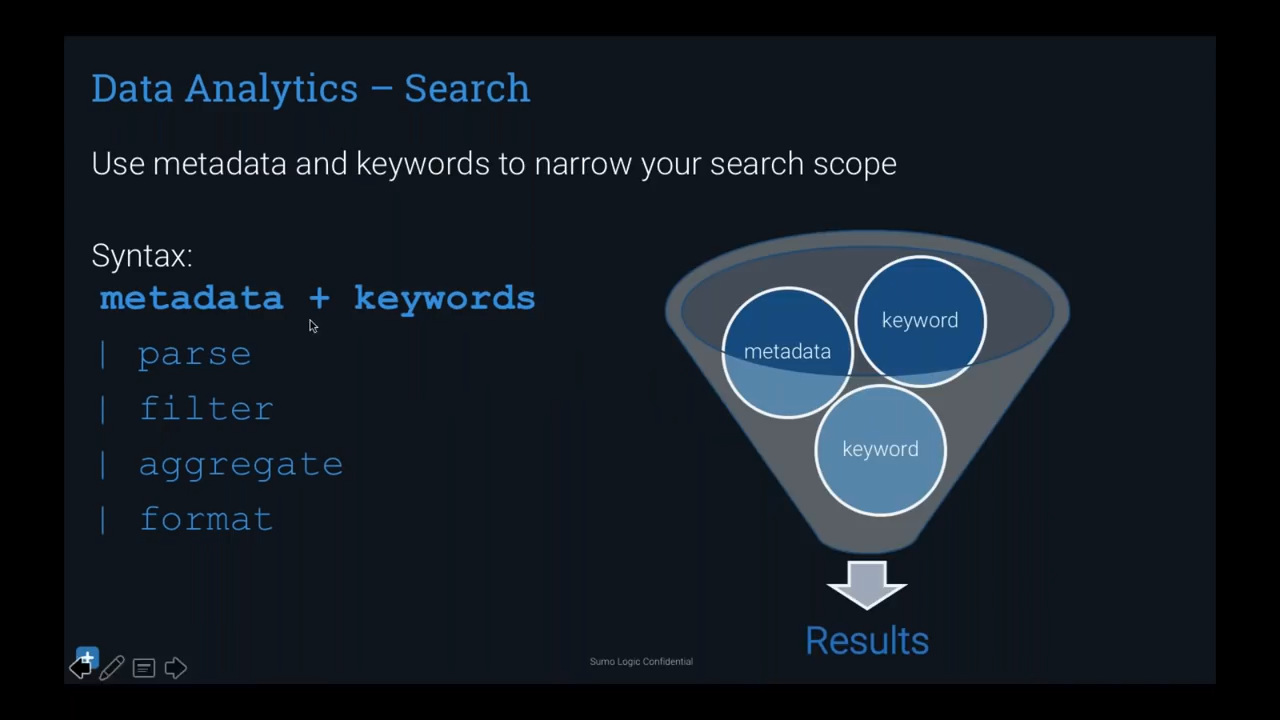 Data Analytics – Search
Use metadata and keywords to narrow your search scope
Syntax:
metadata + keywords
| parse
| filter
| aggregate
| format
keyword
metadata
keyword
Results
Sumo Logic Confidential